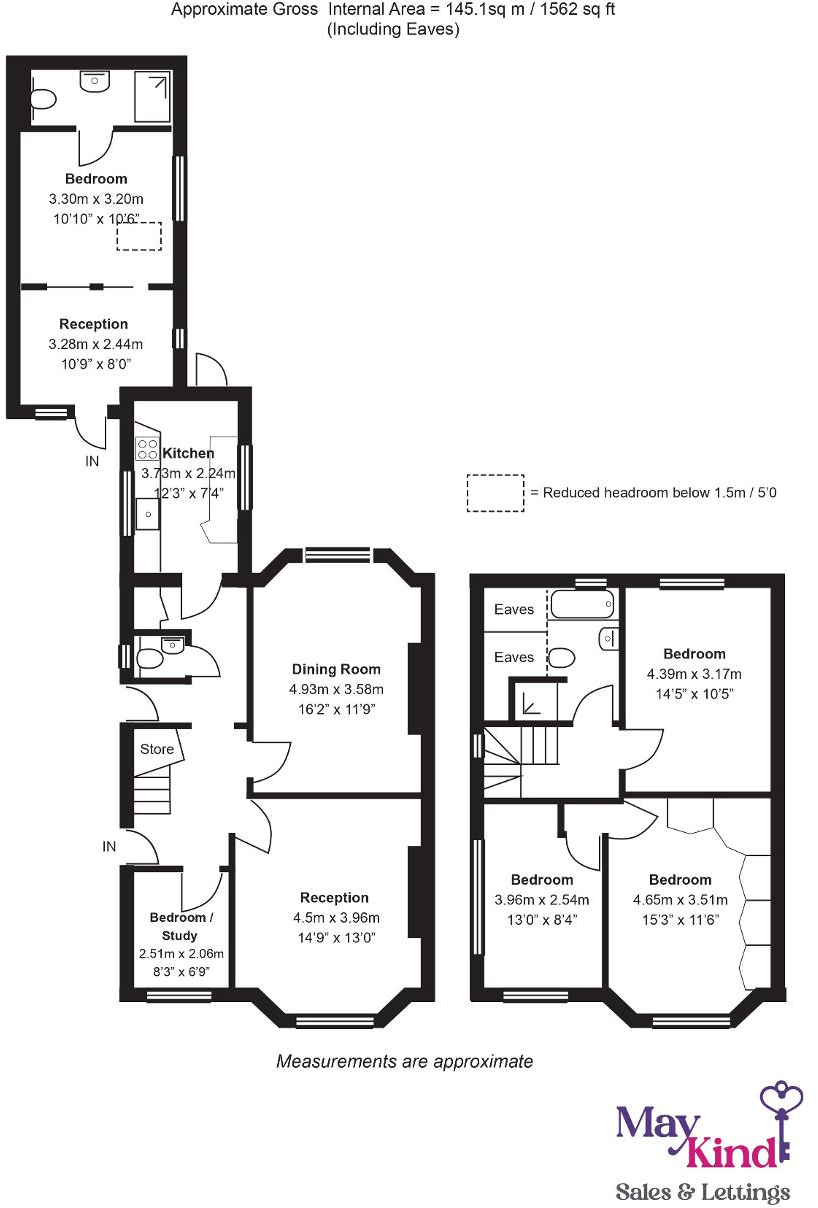 Approximate Gross Internal Area = 145.1sq m / 1562 sq ft
(Including Eaves)
Bedroom
3.30m x 3.20m
10'10" x 10'6"
Reception
3.28m x 2.44m
10'9" x 8'0"
IN
Kitchen
3.73m x 2.24m
12'3" x 7'4"
= Reduced headroom below 1.5m / 5'0
Dining Room
4.93m x 3.58m
16'2" x 11'9"
Store
IN
Reception
4.5m x 3.96m
14'9" x 13'0"
Bedroom /
Study
2.51m x 2.06m
8'3" x 6'9"
Eaves
Eaves
Bedroom
4.39m x 3.17m
14'5" x 10'5"
Bedroom
3.96m x 2.54m
13'0" x 8'4"
Bedroom
4.65m x 3.51m
15'3" x 11'6"
Measurements are approximate
May
Kind
Sales & Lettings